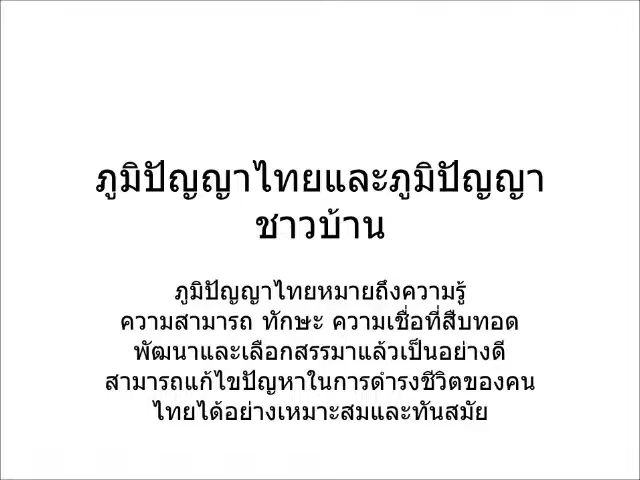 ภูมิปัญญาไทยและภูมิปัญญา
ชาวบ้าน
ภูมิปัญญาไทยหมายถึงความรู้
ความสามารถ ทักษะ ความเชื่อที่สืบทอด
พัฒนาและเลือกสรรมาแล้วเป็นอย่างดี
สามารถแก้ไขปัญหาในการดำรงชีวิตของคน
ไทยได้อย่างเหมาะสมและทันสมัย